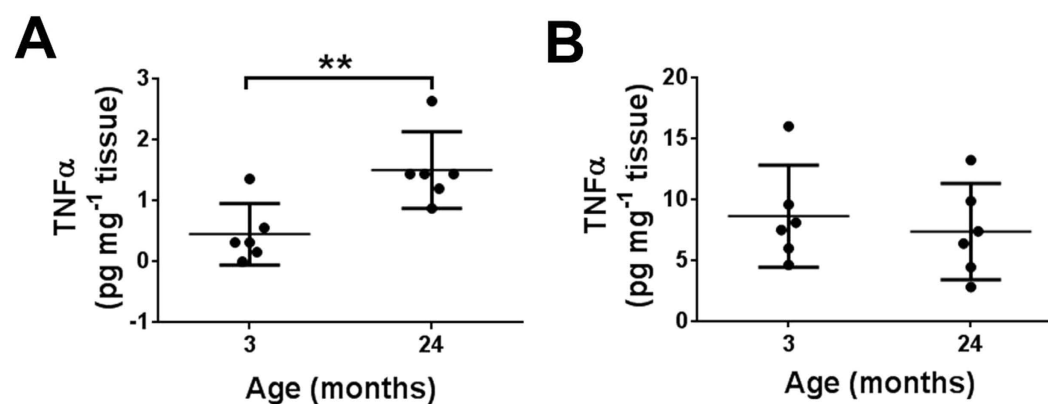 A
**
TNFα
(pg mg⁻¹ tissue)
3
2
1
0
-1
3 24
Age (months)
B
TNFα
(pg mg⁻¹ tissue)
20
15
10
5
0
3 24
Age (months)